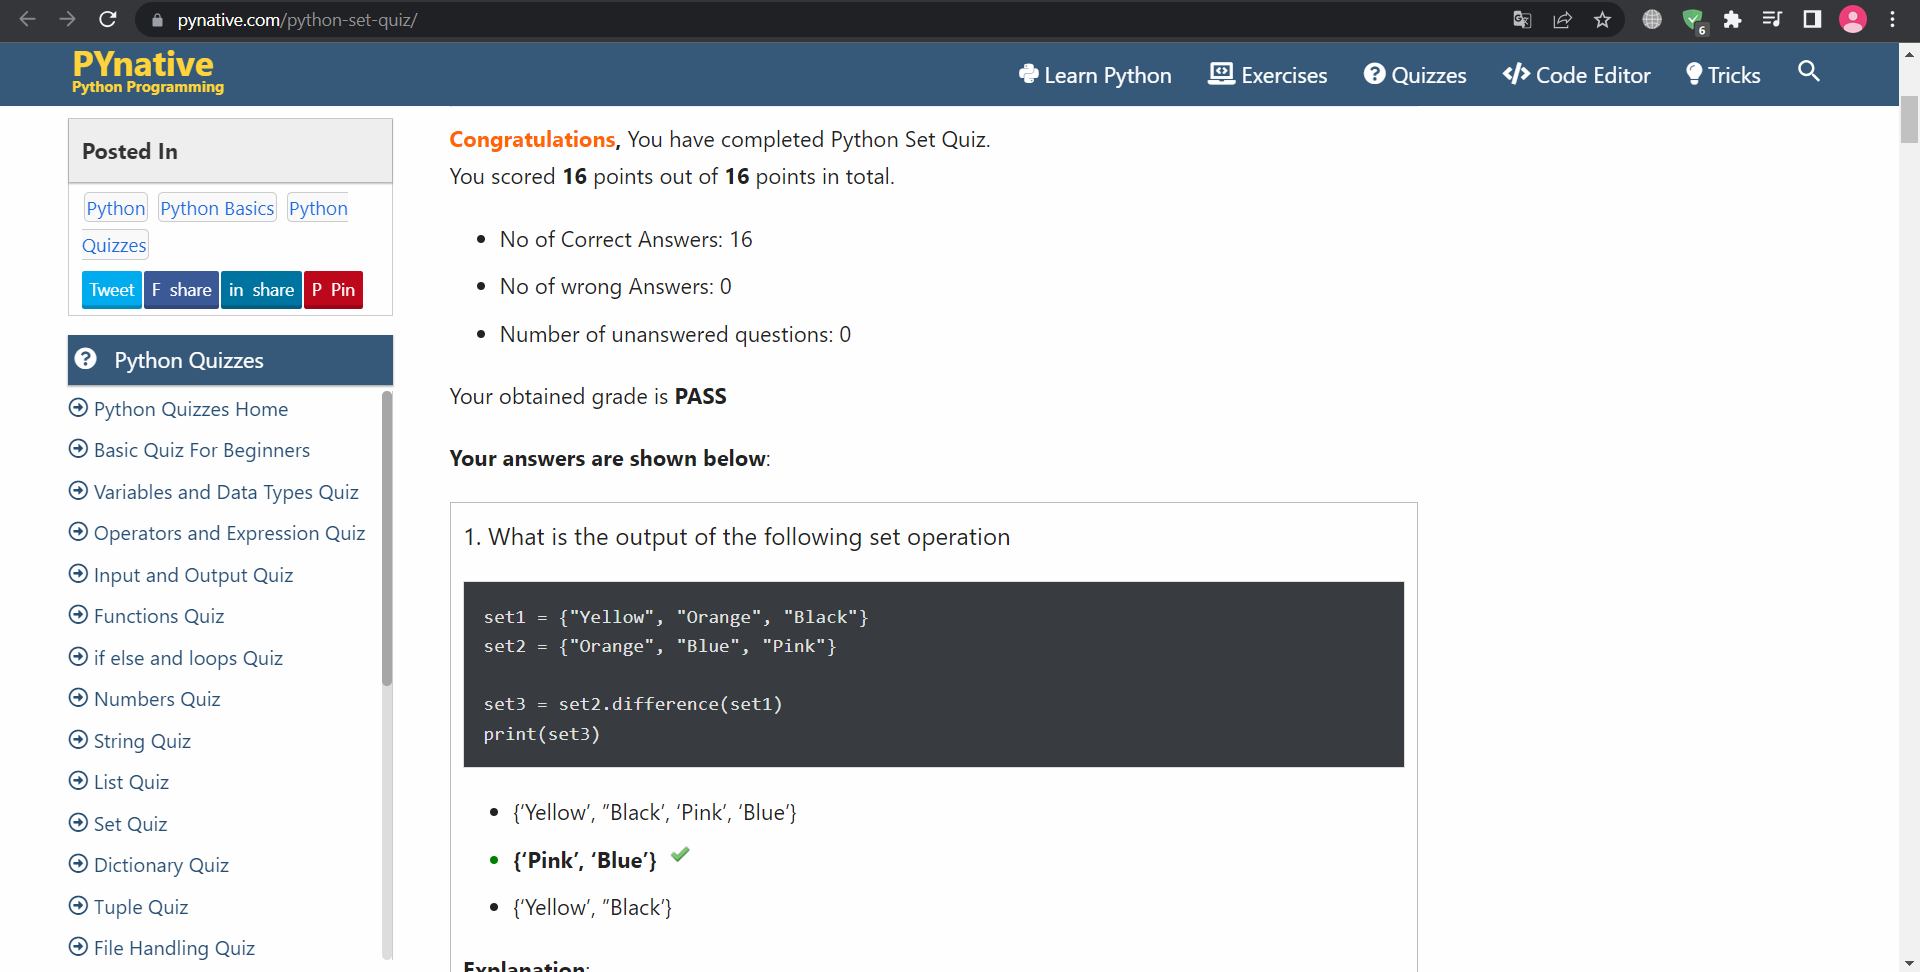 pynative.com/python-set-quiz/
6
PYnative
Python Programming
Learn Python
Exercises
Quizzes
Code Editor
Tricks
Posted In
Python
Python Basics
Python
Quizzes
Tweet
F share
in share
P Pin
Python Quizzes
Python Quizzes Home
Basic Quiz For Beginners
Variables and Data Types Quiz
Operators and Expression Quiz
Input and Output Quiz
Functions Quiz
if else and loops Quiz
Numbers Quiz
String Quiz
List Quiz
Set Quiz
Dictionary Quiz
Tuple Quiz
File Handling Quiz
Congratulations, You have completed Python Set Quiz.
You scored 16 points out of 16 points in total.
No of Correct Answers: 16
No of wrong Answers: 0
Number of unanswered questions: 0
Your obtained grade is PASS
Your answers are shown below:
1. What is the output of the following set operation
set1 = {"Yellow", "Orange", "Black"}
set2 = {"Orange", "Blue", "Pink"}
set3 = set2.difference(set1)
print(set3)
{‘Yellow’, ”Black’, ‘Pink’, ‘Blue’}
{‘Pink’, ‘Blue’}
{‘Yellow’, ”Black’}
Explanation: